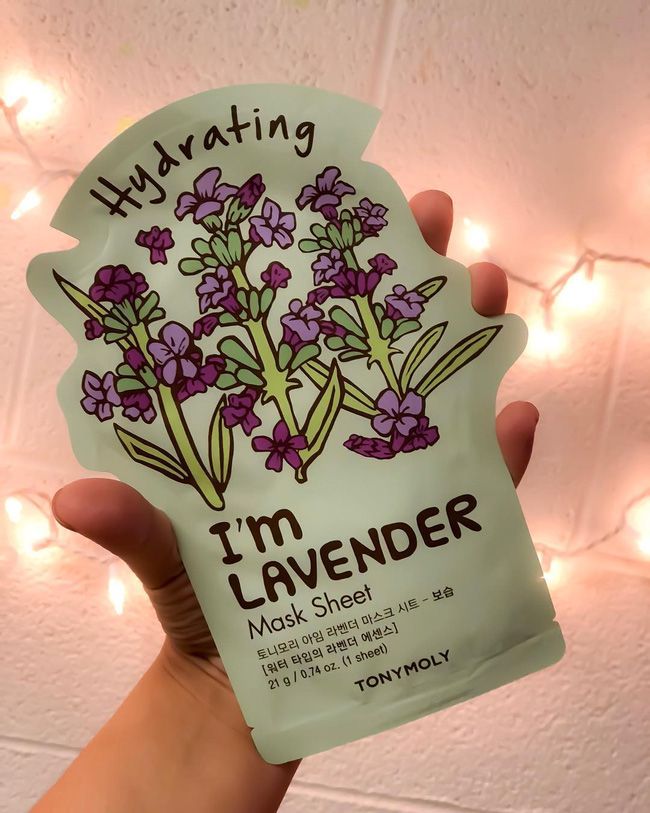 Hydrating
I'm
LAVENDER
Mask Sheet
토니모리 아임 라벤더 마스크 시트 - 보습
[워터 타입의 라벤더 에센스]
21 g / 0.74 oz. (1 sheet)
TONYMOLY